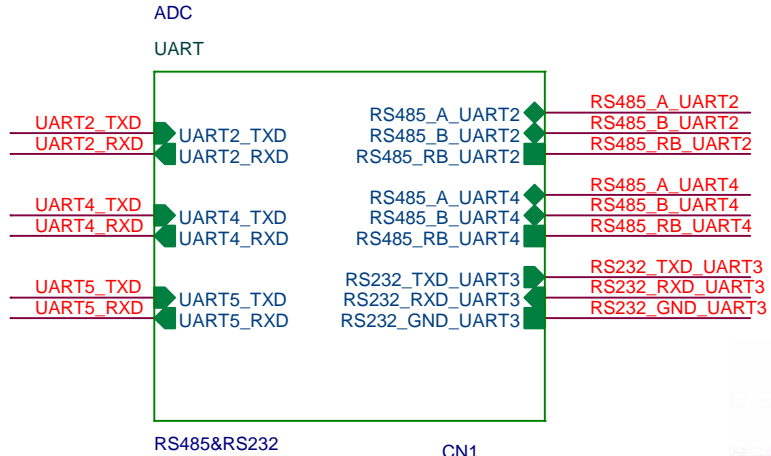 ADC
UART
UART2_TXD
UART2_RXD
UART4_TXD
UART4_RXD
UART5_TXD
UART5_RXD
UART2_TXD
UART2_RXD
UART4_TXD
UART4_RXD
UART5_TXD
UART5_RXD
RS485_A_UART2
RS485_B_UART2
RS485_RB_UART2
RS485_A_UART4
RS485_B_UART4
RS485_RB_UART4
RS232_TXD_UART3
RS232_RXD_UART3
RS232_GND_UART3
RS485_A_UART2
RS485_B_UART2
RS485_RB_UART2
RS485_A_UART4
RS485_B_UART4
RS485_RB_UART4
RS232_TXD_UART3
RS232_RXD_UART3
RS232_GND_UART3
RS485&RS232
CN1